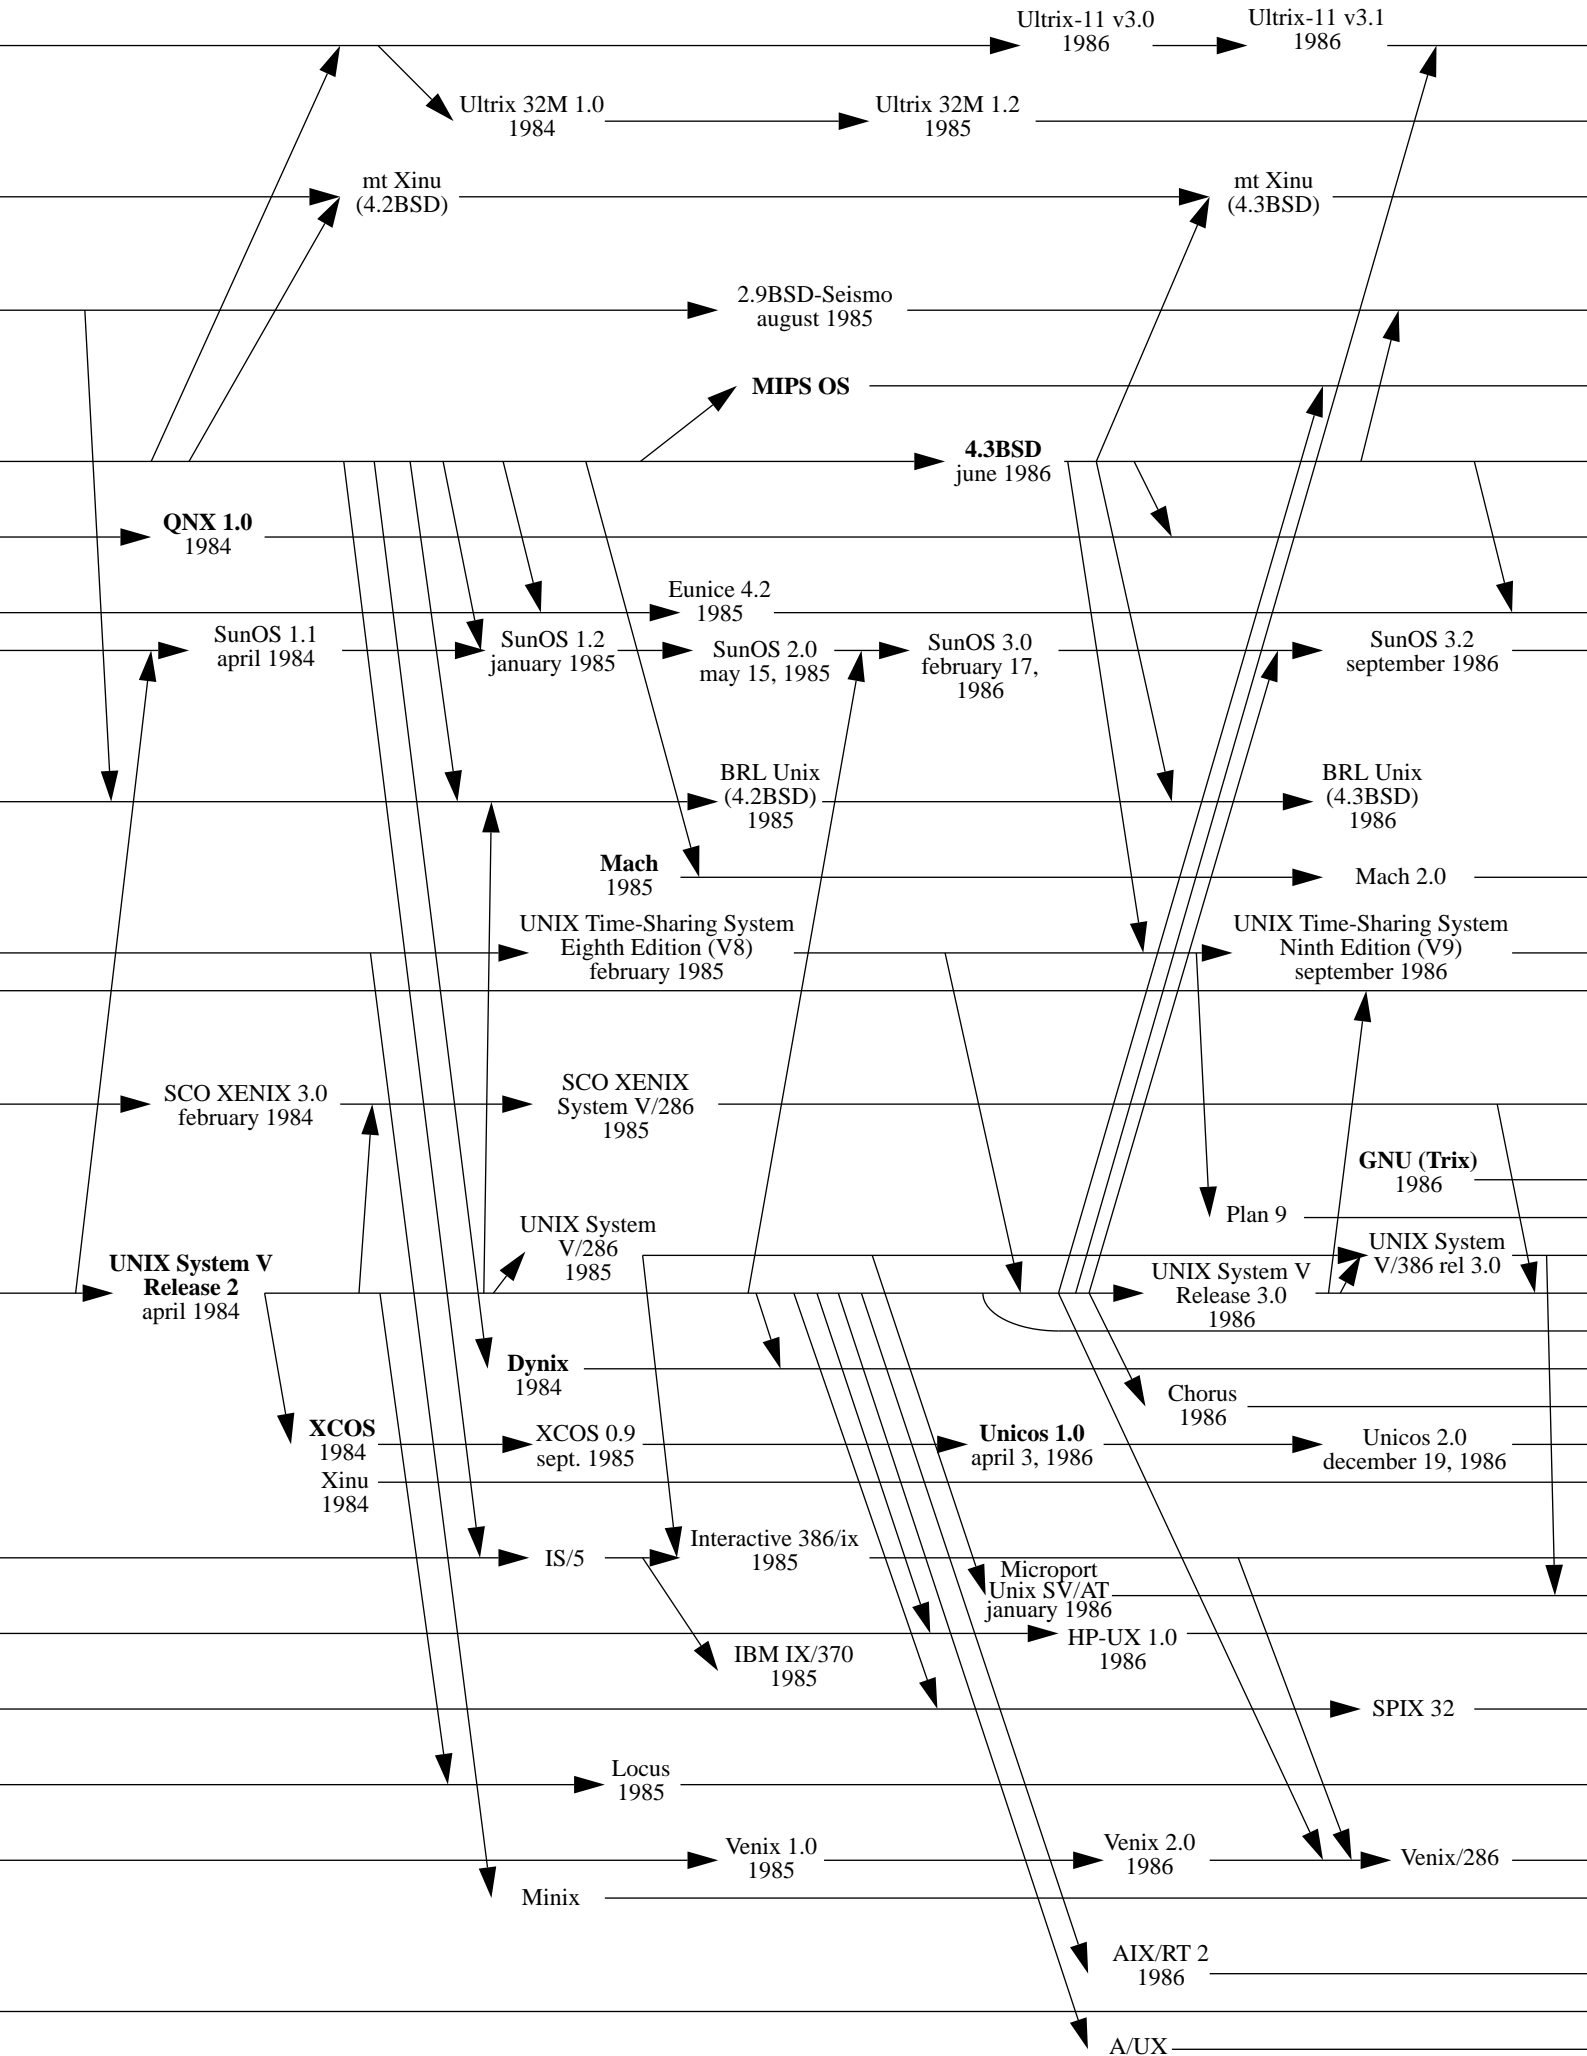 Ultrix-11 v3.0
1986
Ultrix-11 v3.1
1986
Ultrix 32M 1.0
1984
Ultrix 32M 1.2
1985
mt Xinu
(4.2BSD)
mt Xinu
(4.3BSD)
2.9BSD-Seismo
august 1985
MIPS OS
4.3BSD
june 1986
QNX 1.0
1984
Eunice 4.2
1985
SunOS 1.1
april 1984
SunOS 1.2
january 1985
SunOS 2.0
may 15, 1985
SunOS 3.0
february 17,
1986
SunOS 3.2
september 1986
BRL Unix
(4.2BSD)
1985
BRL Unix
(4.3BSD)
1986
Mach
1985
Mach 2.0
UNIX Time-Sharing System
Eighth Edition (V8)
february 1985
UNIX Time-Sharing System
Ninth Edition (V9)
september 1986
SCO XENIX 3.0
february 1984
SCO XENIX
System V/286
1985
GNU (Trix)
1986
Plan 9
UNIX System V
Release 2
april 1984
UNIX System
V/286
1985
UNIX System V
Release 3.0
1986
UNIX System
V/386 rel 3.0
Dynix
1984
Chorus
1986
XCOS
1984
XCOS 0.9
sept. 1985
Unicos 1.0
april 3, 1986
Unicos 2.0
december 19, 1986
Xinu
1984
IS/5
Interactive 386/ix
1985
Microport
Unix SV/AT
january 1986
HP-UX 1.0
1986
IBM IX/370
1985
SPIX 32
Locus
1985
Venix 1.0
1985
Venix 2.0
1986
Venix/286
Minix
AIX/RT 2
1986
A/UX